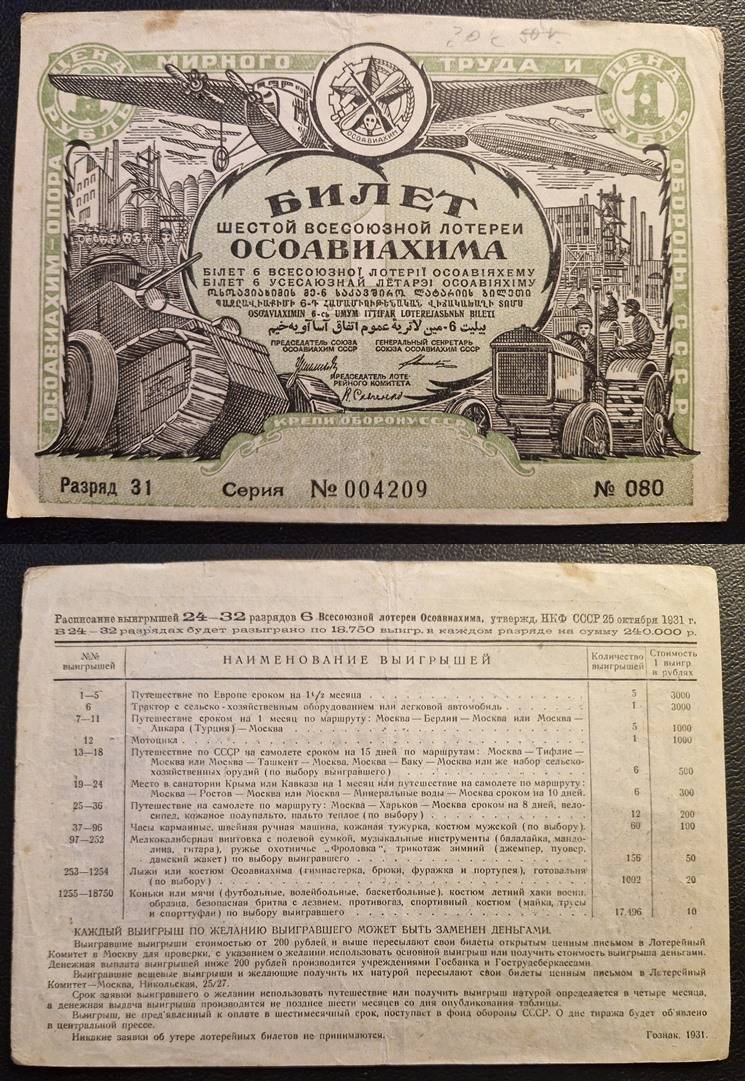 ЦЕНА 1 РУБЛЬ
МИРНОГО ТРУДА И
ЦЕНА 1 РУБЛЬ
ОСОАВИАХИМ-ОПОРА
ОБОРОНЫ СССР
ОСОАВИАХИМ
БИЛЕТ
ШЕСТОЙ ВСЕСОЮЗНОЙ ЛОТЕРЕИ
ОСОАВИАХИМА
БІЛЕТ 6 ВСЕСОЮЗНОЇ ЛОТЕРІЇ ОСОАВІЯХЕМУ
БІЛЕТ 6 УСЕСАЮЗНАЙ ЛЁТАРЭІ ОСОАВІЯХІМУ
OSOAVIAXIMIN 6-cь UMYM ITTIFAK LOTEREJASЬNЬN BILETI
ПРЕДСЕДАТЕЛЬ СОЮЗА
ОСОАВИАХИМ СССР
ГЕНЕРАЛЬНЫЙ СЕКРЕТАРЬ
СОЮЗА ОСОАВИАХИМ СССР
ПРЕДСЕДАТЕЛЬ ЛОТЕ-
РЕЙНОГО КОМИТЕТА
КРЕПИ ОБОРОНУ СССР
Разряд 31 Серия № 004209 № 080
Расписание выигрышей 24—32 разрядов 6 Всесоюзной лотереи Осоавиахима, утвержд. НКФ СССР 25 октября 1931 г.
В 24—32 разрядах будет разыграно по 18.750 выигр. в каждом разряде на сумму 240.000 р.
№№ выигрышей
НАИМЕНОВАНИЕ ВЫИГРЫШЕЙ
Количество выигрышей
Стоимость 1 выигр. в рублях
1—5 Путешествие по Европе сроком на 1 1/2 месяца 5 3000
6 Трактор с сельско-хозяйственным оборудованием или легковой автомобиль 1 3000
7—11 Путешествие сроком на 1 месяц по маршруту: Москва—Берлин—Москва или Москва—
Анкара (Турция)—Москва 5 1000
12 Мотоцикл 1 1000
13—18 Путешествие по СССР на самолете сроком на 15 дней по маршрутам: Москва—Тифлис—
Москва или Москва—Ташкент—Москва, Москва—Баку—Москва или же набор сельско-
хозяйственных орудий (по выбору выигравшего) 6 500
19—24 Место в санатории Крыма или Кавказа на 1 месяц или путешествие на самолете по маршруту:
Москва—Ростов—Москва или Москва—Минеральные воды—Москва сроком на 10 дней. 6 300
25—36 Путешествие на самолете по маршруту: Москва—Харьков—Москва сроком на 8 дней, вело-
сипед, кожаное полупальто, пальто теплое (по выбору) 12 200
37—96 Часы карманные, швейная ручная машина, кожаная тужурка, костюм мужской (по выбору). 60 100
97—252 Мелкокалиберная винтовка с полевой сумкой, музыкальные инструменты (балалайка, мандо-
лина, гитара), ружье охотничье „Фроловка", трикотаж зимний (джемпер, пуовер,
дамский жакет) по выбору выигравшего 156 50
253—1254 Лыжи или костюм Осоавиахима (гимнастерка, брюки, фуражка и портупея), готовальня
(по выбору) 1002 20
1255—18750 Коньки или мячи (футбольные, волейбольные, баскетбольные), костюм летний хаки военн.
образца, безопасная бритва с лезвием, противогаз, спортивный костюм (майка, трусы
и спорттуфли) по выбору выигравшего 17.496 10
КАЖДЫЙ ВЫИГРЫШ ПО ЖЕЛАНИЮ ВЫИГРАВШЕГО МОЖЕТ БЫТЬ ЗАМЕНЕН ДЕНЬГАМИ.
Выигравшие выигрыши стоимостью от 200 рублей и выше пересылают свои билеты открытым ценным письмом в Лотерейный
Комитет в Москву для проверки, с указанием о желании использовать основной выигрыш или получить стоимость выигрыша деньгами.
Денежная выплата выигрышей ниже 200 рублей производится учреждениями Госбанка и Гострудсберкассами.
Выигравшие вещевые выигрыши и желающие получить их натурой пересылают свои билеты ценным письмом в Лотерейный
Комитет—Москва, Никольская, 25/27.
Срок заявки выигравшего о желании использовать путешествие или получить выигрыш натурой определяется в четыре месяца,
а денежная выдача выигрыша производится не позднее шести месяцев со дня опубликования таблицы.
Выигрыш, не пред'явленный к оплате в шестимесячный срок, поступает в фонд обороны СССР. О дне тиража будет об'явлено
в центральной прессе.
Никакие заявки об утере лотерейных билетов не принимаются. Гознак. 1931.